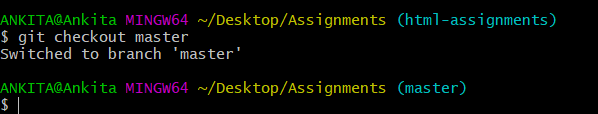 ANKITA@Ankita MINGW64 ~/Desktop/Assignments (html-assignments)
$ git checkout master
Switched to branch 'master'
ANKITA@Ankita MINGW64 ~/Desktop/Assignments (master)
$